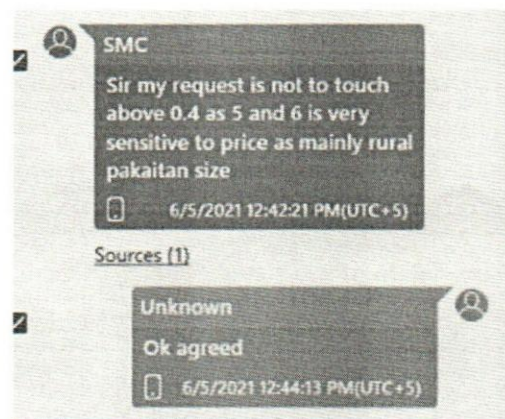 SMC
Sir my request is not to touch
above 0.4 as 5 and 6 is very
sensitive to price as mainly rural
pakaitan size
6/5/2021 12:42:21 PM(UTC+5)
Sources (1)
Unknown
Ok agreed
6/5/2021 12:44:13 PM(UTC+5)